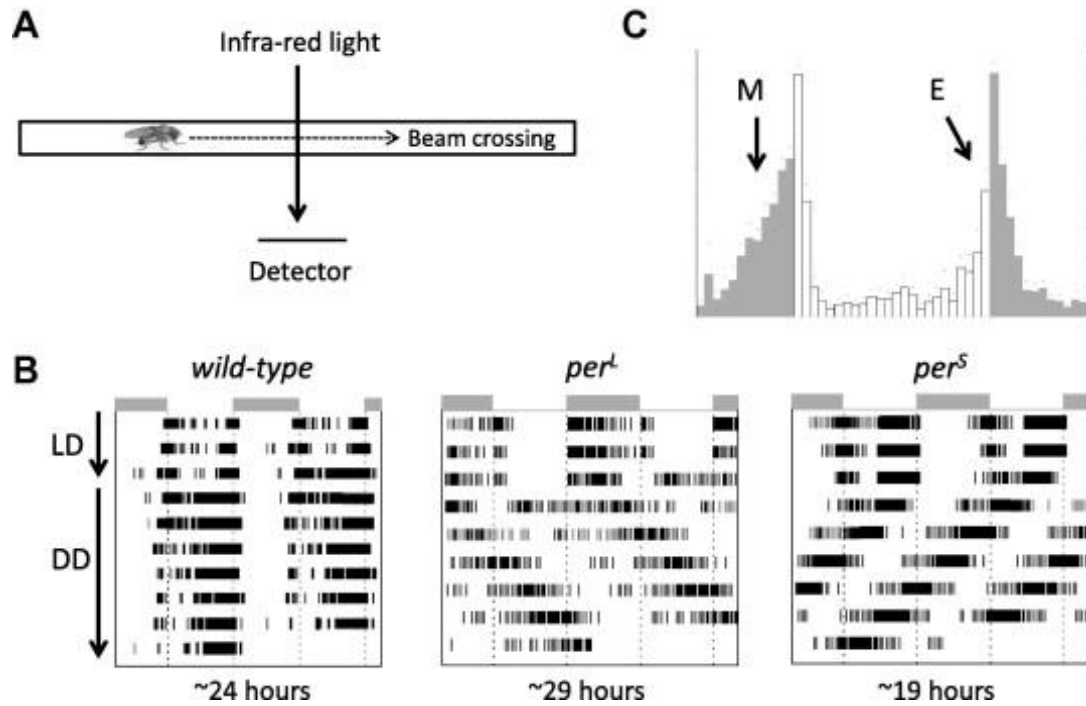 A
Infra-red light
Beam crossing
Detector
C
M
E
B
wild-type
per^L
per^S
LD
DD
~24 hours
~29 hours
~19 hours